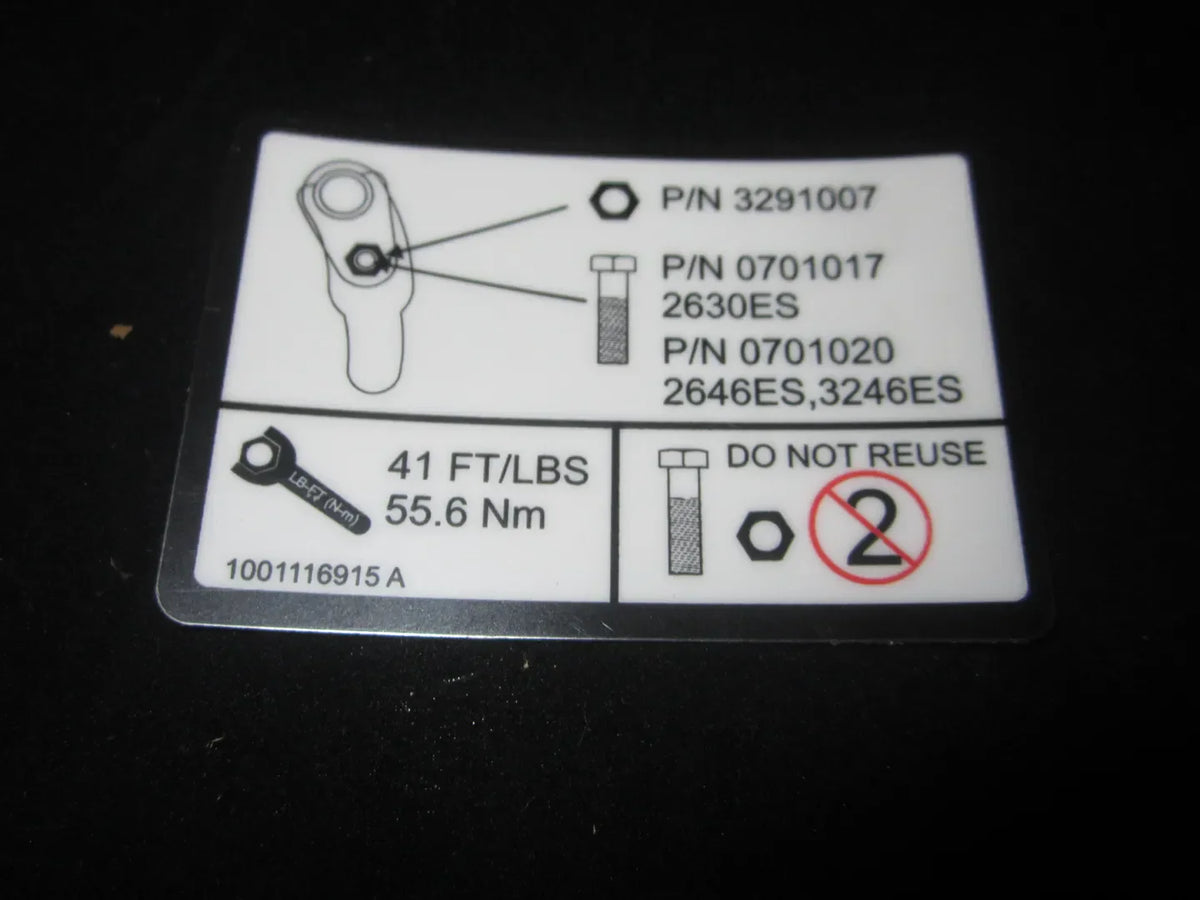 P/N 3291007
P/N 0701017
2630ES
P/N 0701020
2646ES,3246ES
LB-FT (N-m)
41 FT/LBS
55.6 Nm
1001116915 A
DO NOT REUSE
2